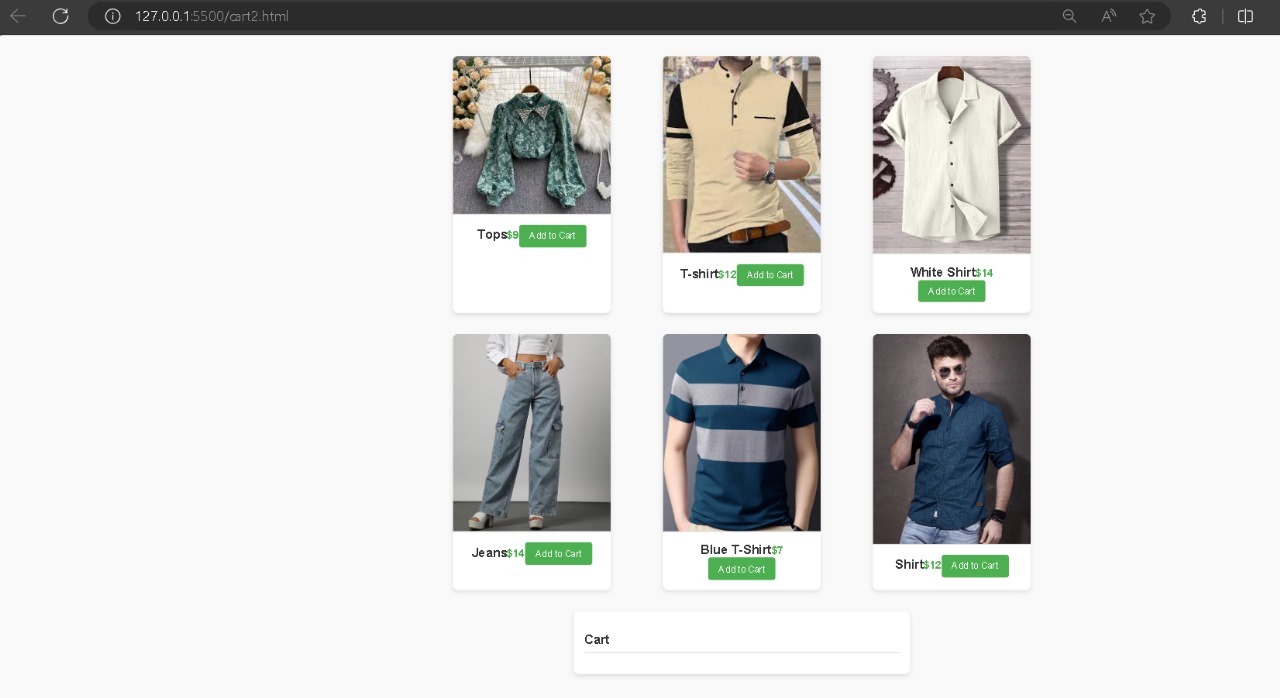 127.0.0.1:5500/cart2.html
Tops$9 Add to Cart
T-shirt$12 Add to Cart
White Shirt$14
Add to Cart
Jeans$14 Add to Cart
Blue T-Shirt$7
Add to Cart
Shirt$12 Add to Cart
Cart